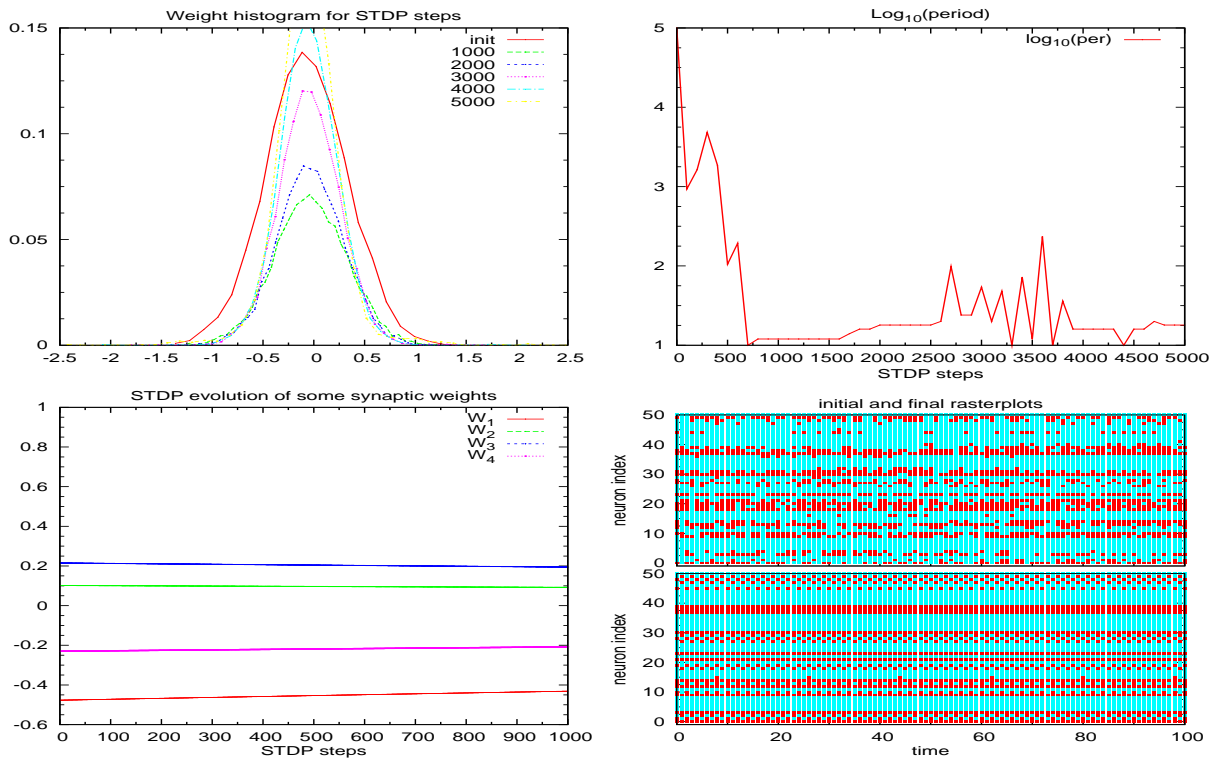 Weight histogram for STDP steps
init
1000
2000
3000
4000
5000
0.15
0.1
0.05
0
-2.5 -2 -1.5 -1 -0.5 0 0.5 1 1.5 2 2.5
Log10(period)
log10(per)
5
4
3
2
1
0 500 1000 1500 2000 2500 3000 3500 4000 4500 5000
STDP steps
STDP evolution of some synaptic weights
W1
W2
W3
W4
1
0.8
0.6
0.4
0.2
0
-0.2
-0.4
-0.6
0 100 200 300 400 500 600 700 800 900 1000
STDP steps
initial and final rasterplots
neuron index
50
40
30
20
10
0
neuron index
50
40
30
20
10
0
0 20 40 60 80 100
time